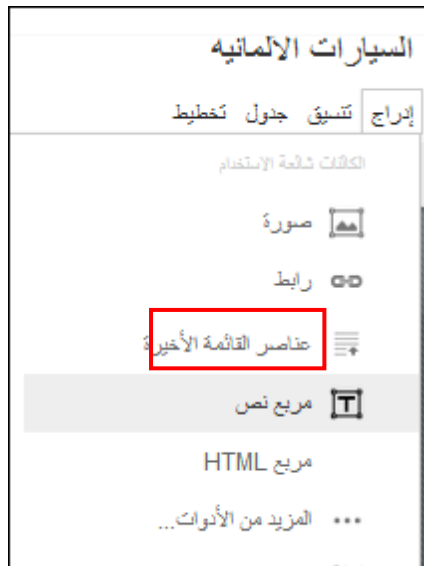 السيارات الالمانيه
إدراج تنسيق جدول تخطيط
الكائنات شائعة الاستخدام
صورة
رابط
عناصر القائمة الأخيرة
مربع نص
مربع HTML
المزيد من الأدوات...